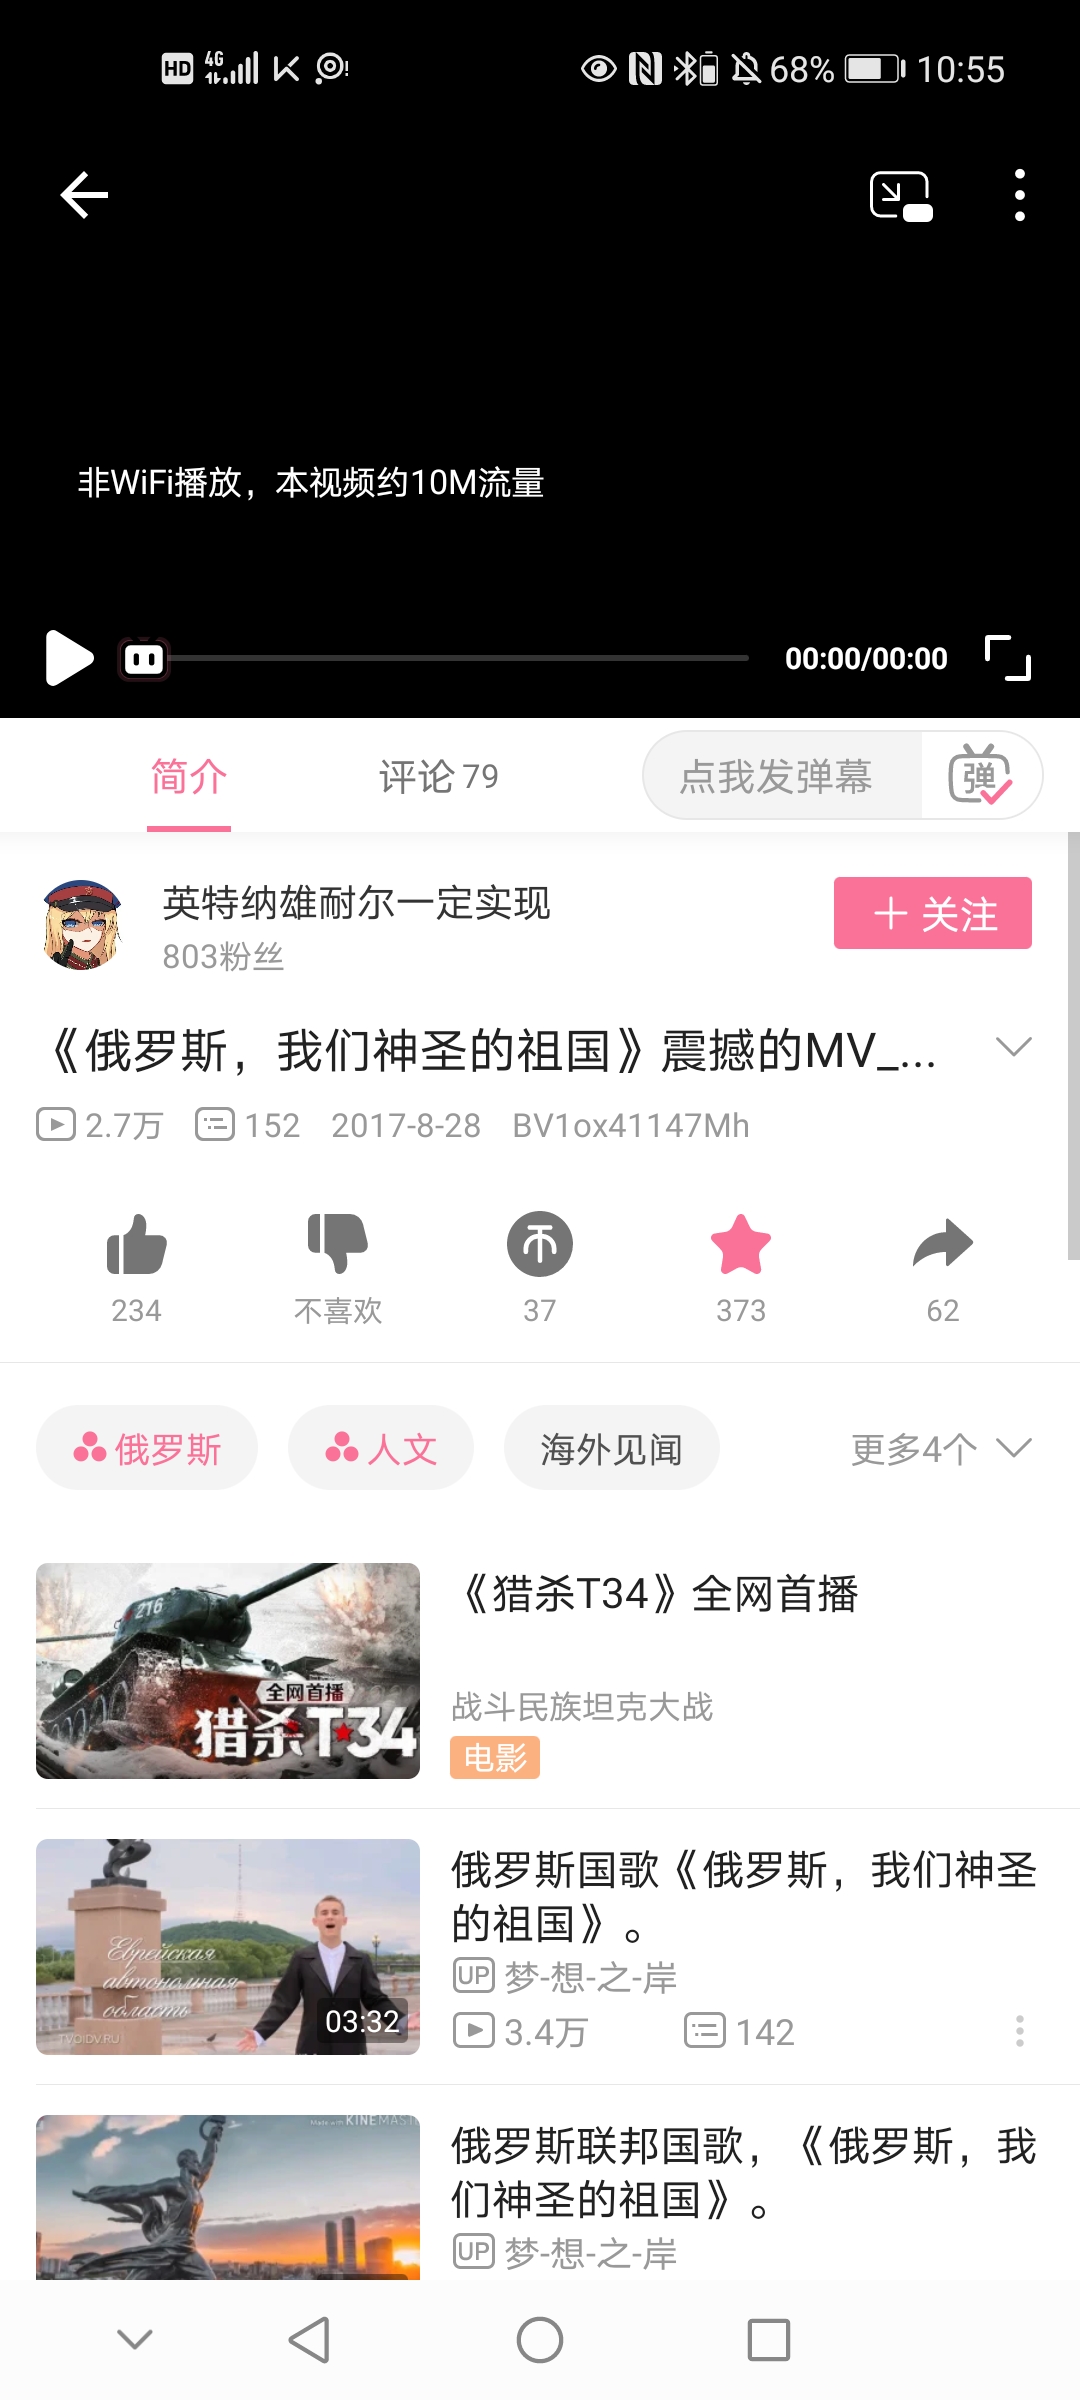 HD 4G 68% 10:55
非WiFi播放，本视频约10M流量
00:00/00:00
简介 评论 79 点我发弹幕 弹
英特纳雄耐尔一定实现
803粉丝
＋ 关注
《俄罗斯，我们神圣的祖国》震撼的MV_...
2.7万 152 2017-8-28 BV1ox41147Mh
234 不喜欢 37 373 62
俄罗斯 人文 海外见闻 更多4个
216
全网首播
猎杀T34
《猎杀T34》全网首播
战斗民族坦克大战
电影
Еврейская
автономная
область
TVOIDV.RU
03:32
俄罗斯国歌《俄罗斯，我们神圣
的祖国》。
UP 梦-想-之-岸
3.4万 142
Made with KINEMAST
俄罗斯联邦国歌，《俄罗斯，我
们神圣的祖国》。
UP 梦-想-之-岸